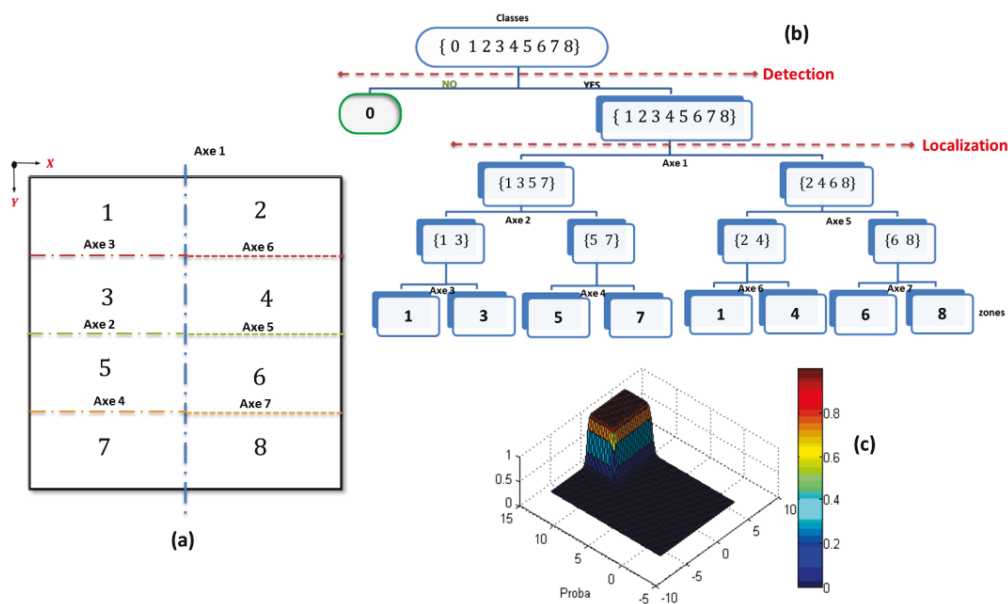 Classes
{ 0 1 2 3 4 5 6 7 8}
(b)
Detection
NO
YES
0
{ 1 2 3 4 5 6 7 8}
Localization
Axe 1
{1 3 5 7}
{2 4 6 8}
Axe 2
Axe 5
{1 3}
{5 7}
{2 4}
{6 8}
Axe 3
Axe 4
Axe 6
Axe 7
1
3
5
7
1
4
6
8
zones
Axe 1
X
Y
1
2
Axe 3
Axe 6
3
4
Axe 2
Axe 5
5
6
Axe 4
Axe 7
7
8
(a)
1
0.5
0
15
10
5
0
-5
Proba
10
5
0
-5
-10
0.8
0.6
0.4
0.2
0
(c)